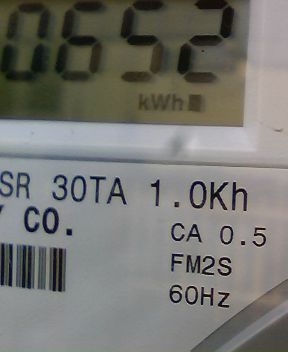 0652
kWh
SR 30TA 1.0Kh
Y CO.
CA 0.5
FM2S
60Hz